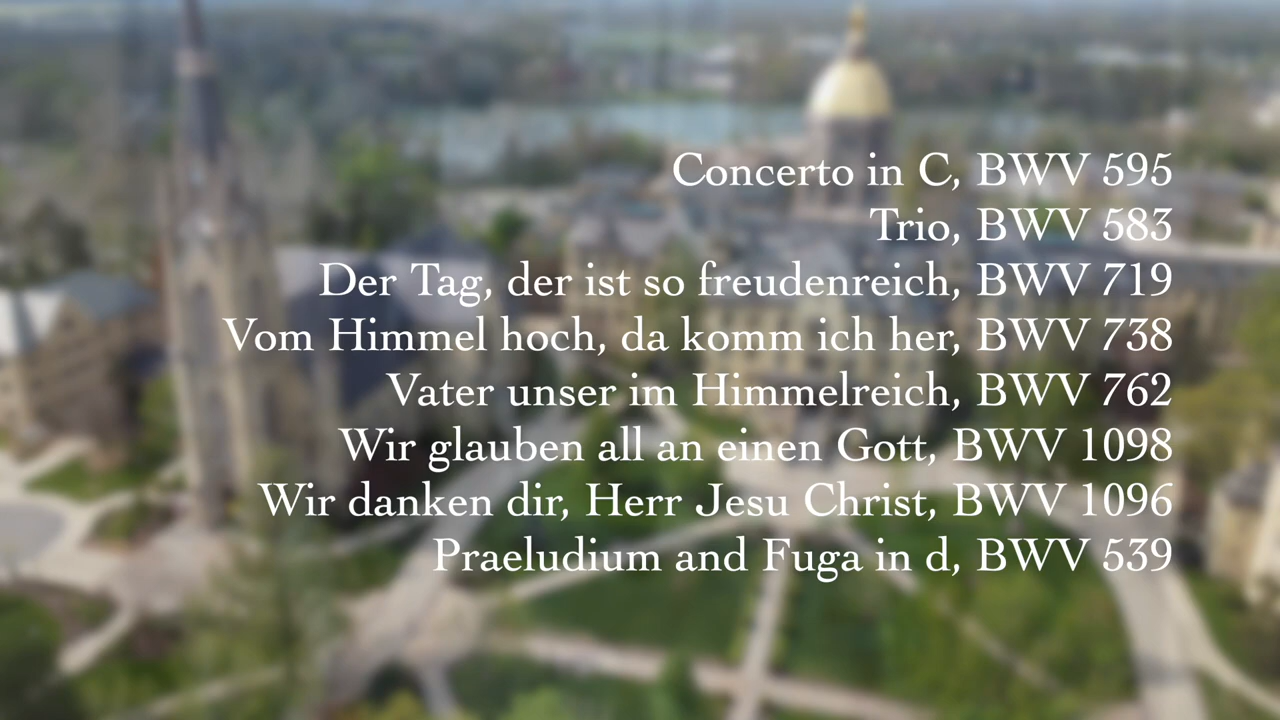 Concerto in C, BWV 595
Trio, BWV 583
Der Tag, der ist so freudenreich, BWV 719
Vom Himmel hoch, da komm ich her, BWV 738
Vater unser im Himmelreich, BWV 762
Wir glauben all an einen Gott, BWV 1098
Wir danken dir, Herr Jesu Christ, BWV 1096
Praeludium and Fuga in d, BWV 539